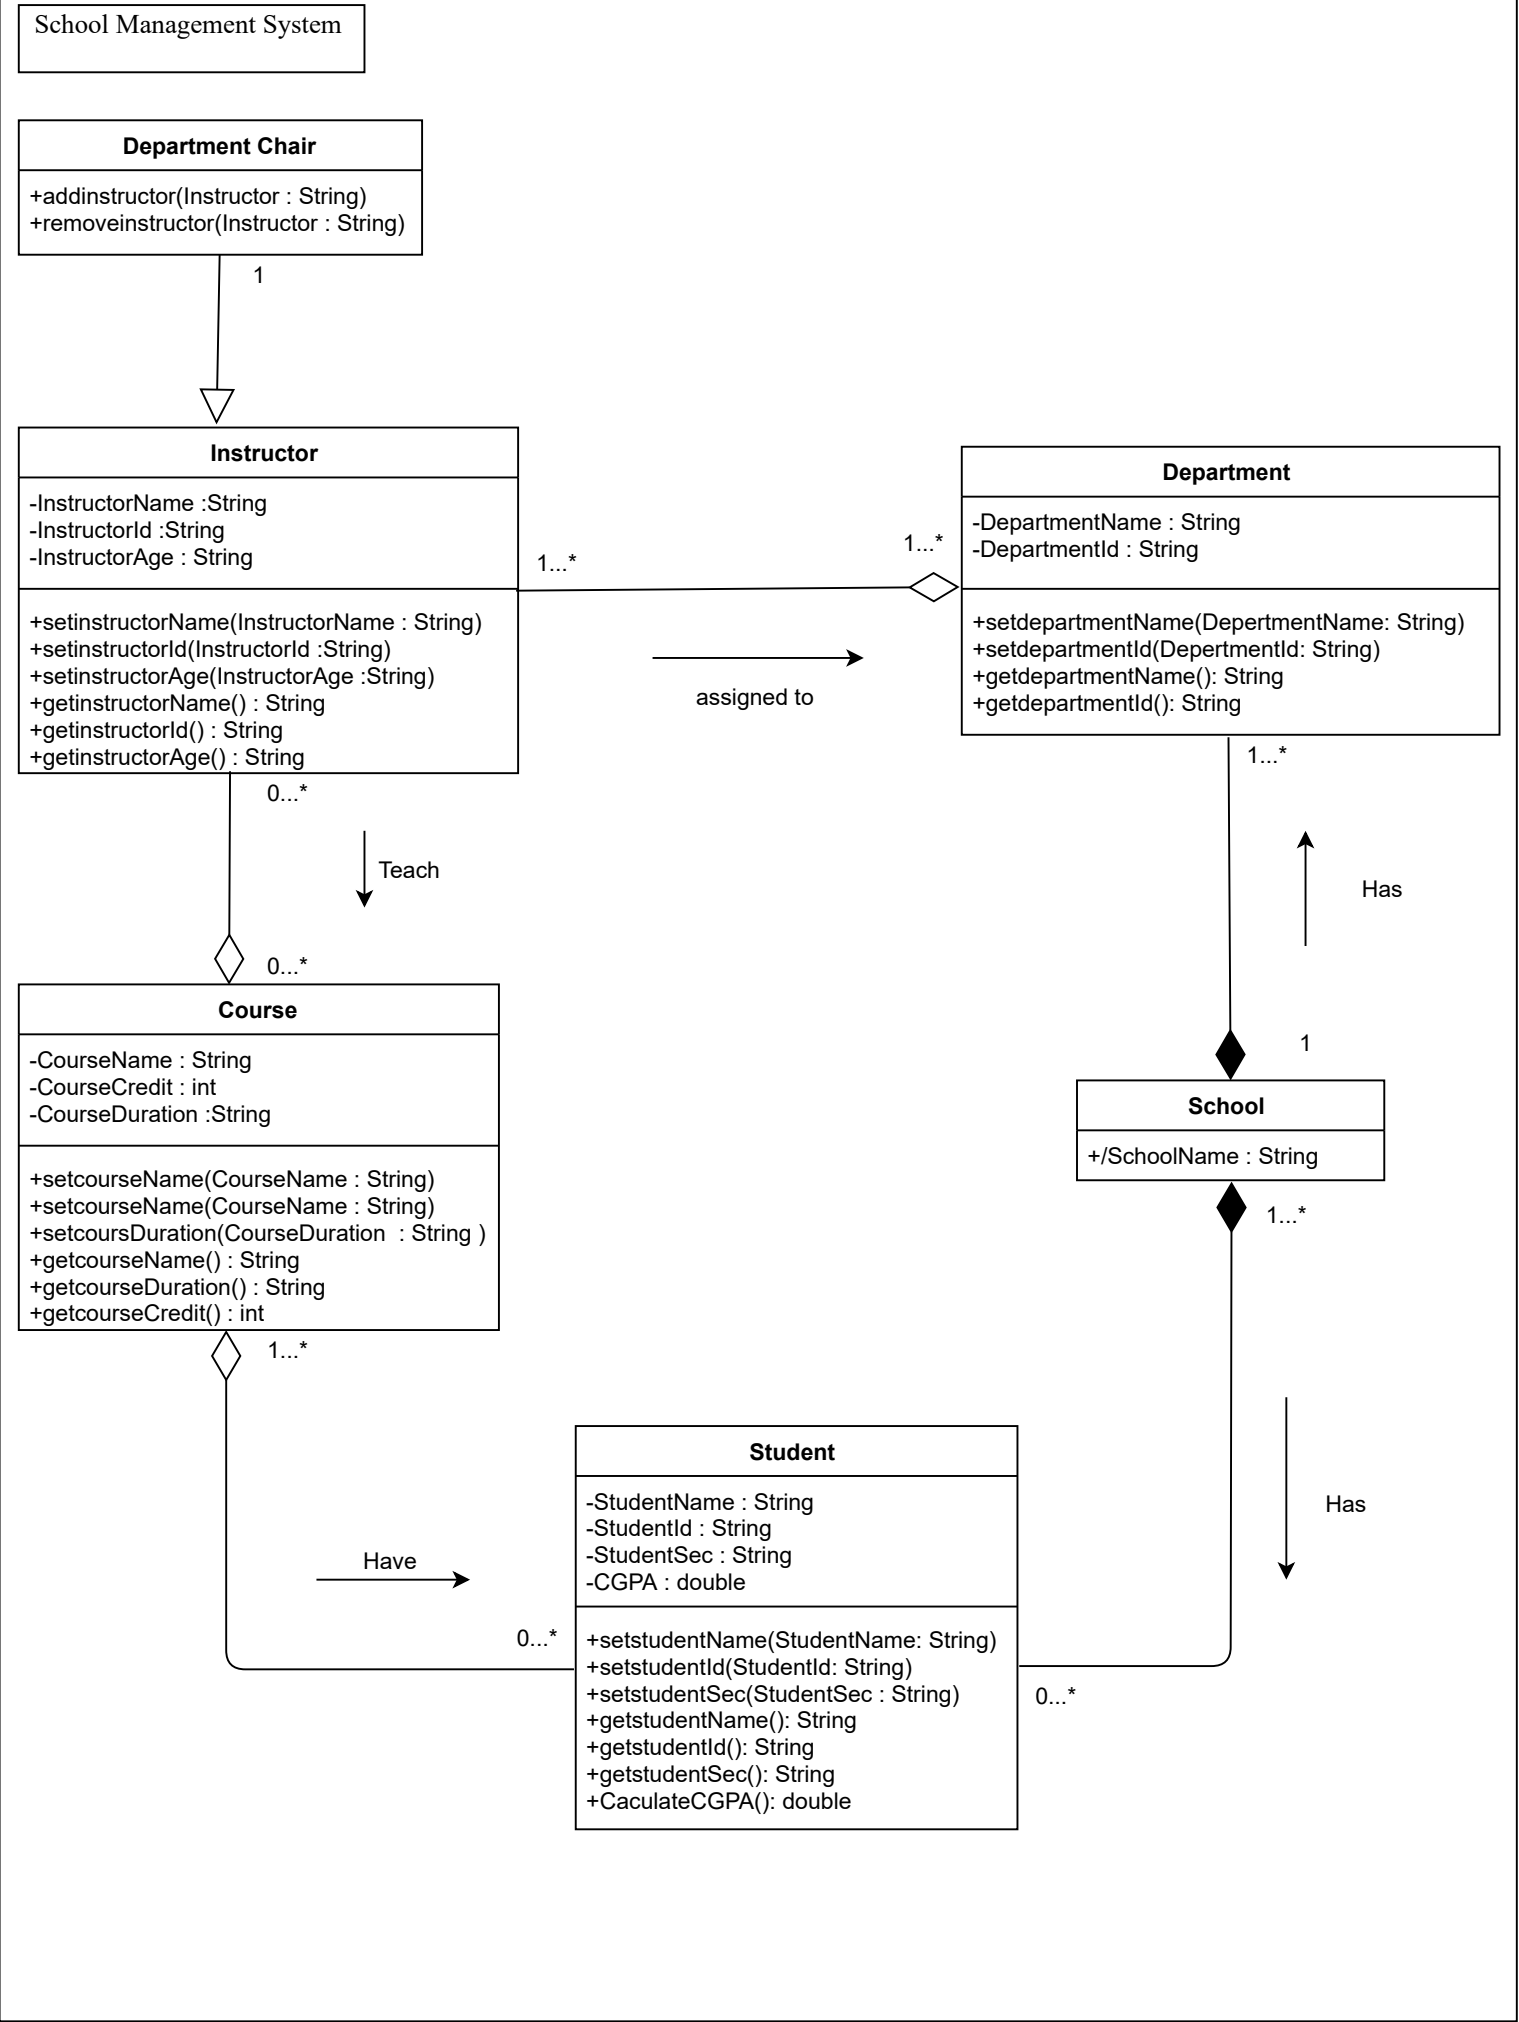 School Management System
Department Chair
+addinstructor(Instructor : String)
+removeinstructor(Instructor : String)
1
Instructor
-InstructorName :String
-InstructorId :String
-InstructorAge : String
+setinstructorName(InstructorName : String)
+setinstructorId(InstructorId :String)
+setinstructorAge(InstructorAge :String)
+getinstructorName() : String
+getinstructorId() : String
+getinstructorAge() : String
1...*
1...*
assigned to
Department
-DepartmentName : String
-DepartmentId : String
+setdepartmentName(DepertmentName: String)
+setdepartmentId(DepertmentId: String)
+getdepartmentName(): String
+getdepartmentId(): String
0...*
Teach
0...*
1...*
Has
1
Course
-CourseName : String
-CourseCredit : int
-CourseDuration :String
+setcourseName(CourseName : String)
+setcourseName(CourseName : String)
+setcoursDuration(CourseDuration  : String )
+getcourseName() : String
+getcourseDuration() : String
+getcourseCredit() : int
School
+/SchoolName : String
1...*
1...*
Have
0...*
Student
-StudentName : String
-StudentId : String
-StudentSec : String
-CGPA : double
+setstudentName(StudentName: String)
+setstudentId(StudentId: String)
+setstudentSec(StudentSec : String)
+getstudentName(): String
+getstudentId(): String
+getstudentSec(): String
+CaculateCGPA(): double
Has
0...*